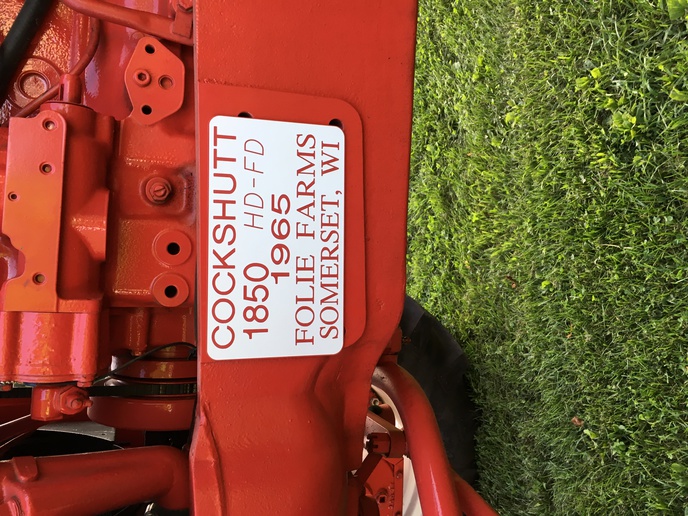 COCKSHUTT
1850 HD-FD
1965
FOLIE FARMS
SOMERSET, WI